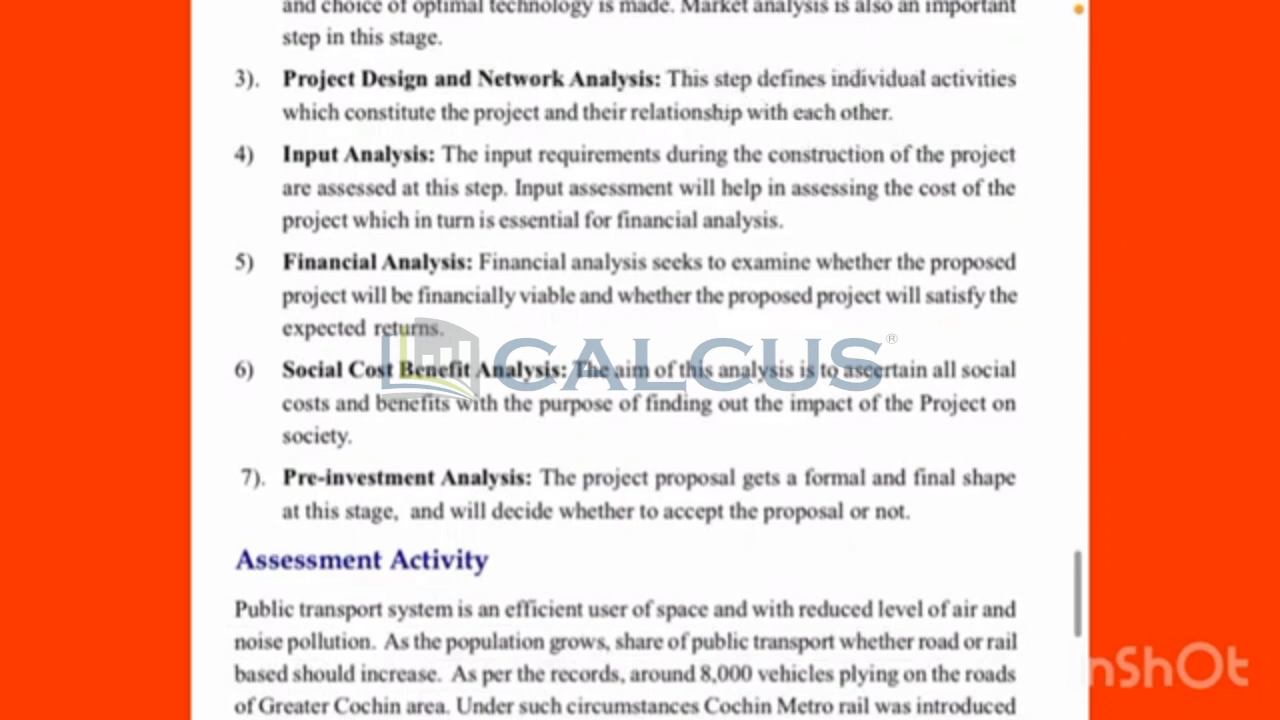 and choice of optimal technology is made. Market analysis is also an important
step in this stage.
3). Project Design and Network Analysis: This step defines individual activities
which constitute the project and their relationship with each other.
4) Input Analysis: The input requirements during the construction of the project
are assessed at this step. Input assessment will help in assessing the cost of the
project which in turn is essential for financial analysis.
5) Financial Analysis: Financial analysis seeks to examine whether the proposed
project will be financially viable and whether the proposed project will satisfy the
expected returns.
CALCUS®
6) Social Cost Benefit Analysis: The aim of this analysis is to ascertain all social
costs and benefits with the purpose of finding out the impact of the Project on
society.
7). Pre-investment Analysis: The project proposal gets a formal and final shape
at this stage, and will decide whether to accept the proposal or not.
Assessment Activity
Public transport system is an efficient user of space and with reduced level of air and
noise pollution. As the population grows, share of public transport whether road or rail
based should increase. As per the records, around 8,000 vehicles plying on the roads
of Greater Cochin area. Under such circumstances Cochin Metro rail was introduced
InShOt